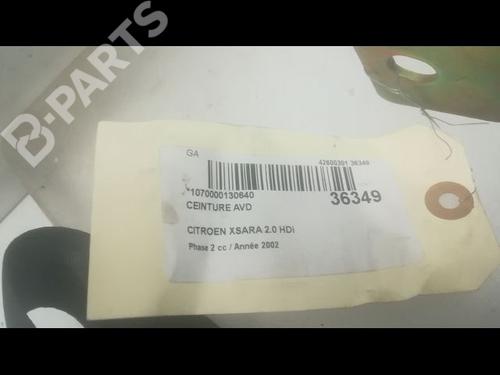 B-PARTS
GA
42600301 36349
*1070000130640
36349
CEINTURE AVD
CITROEN XSARA 2.0 HDi
Phase 2 cc / Année 2002